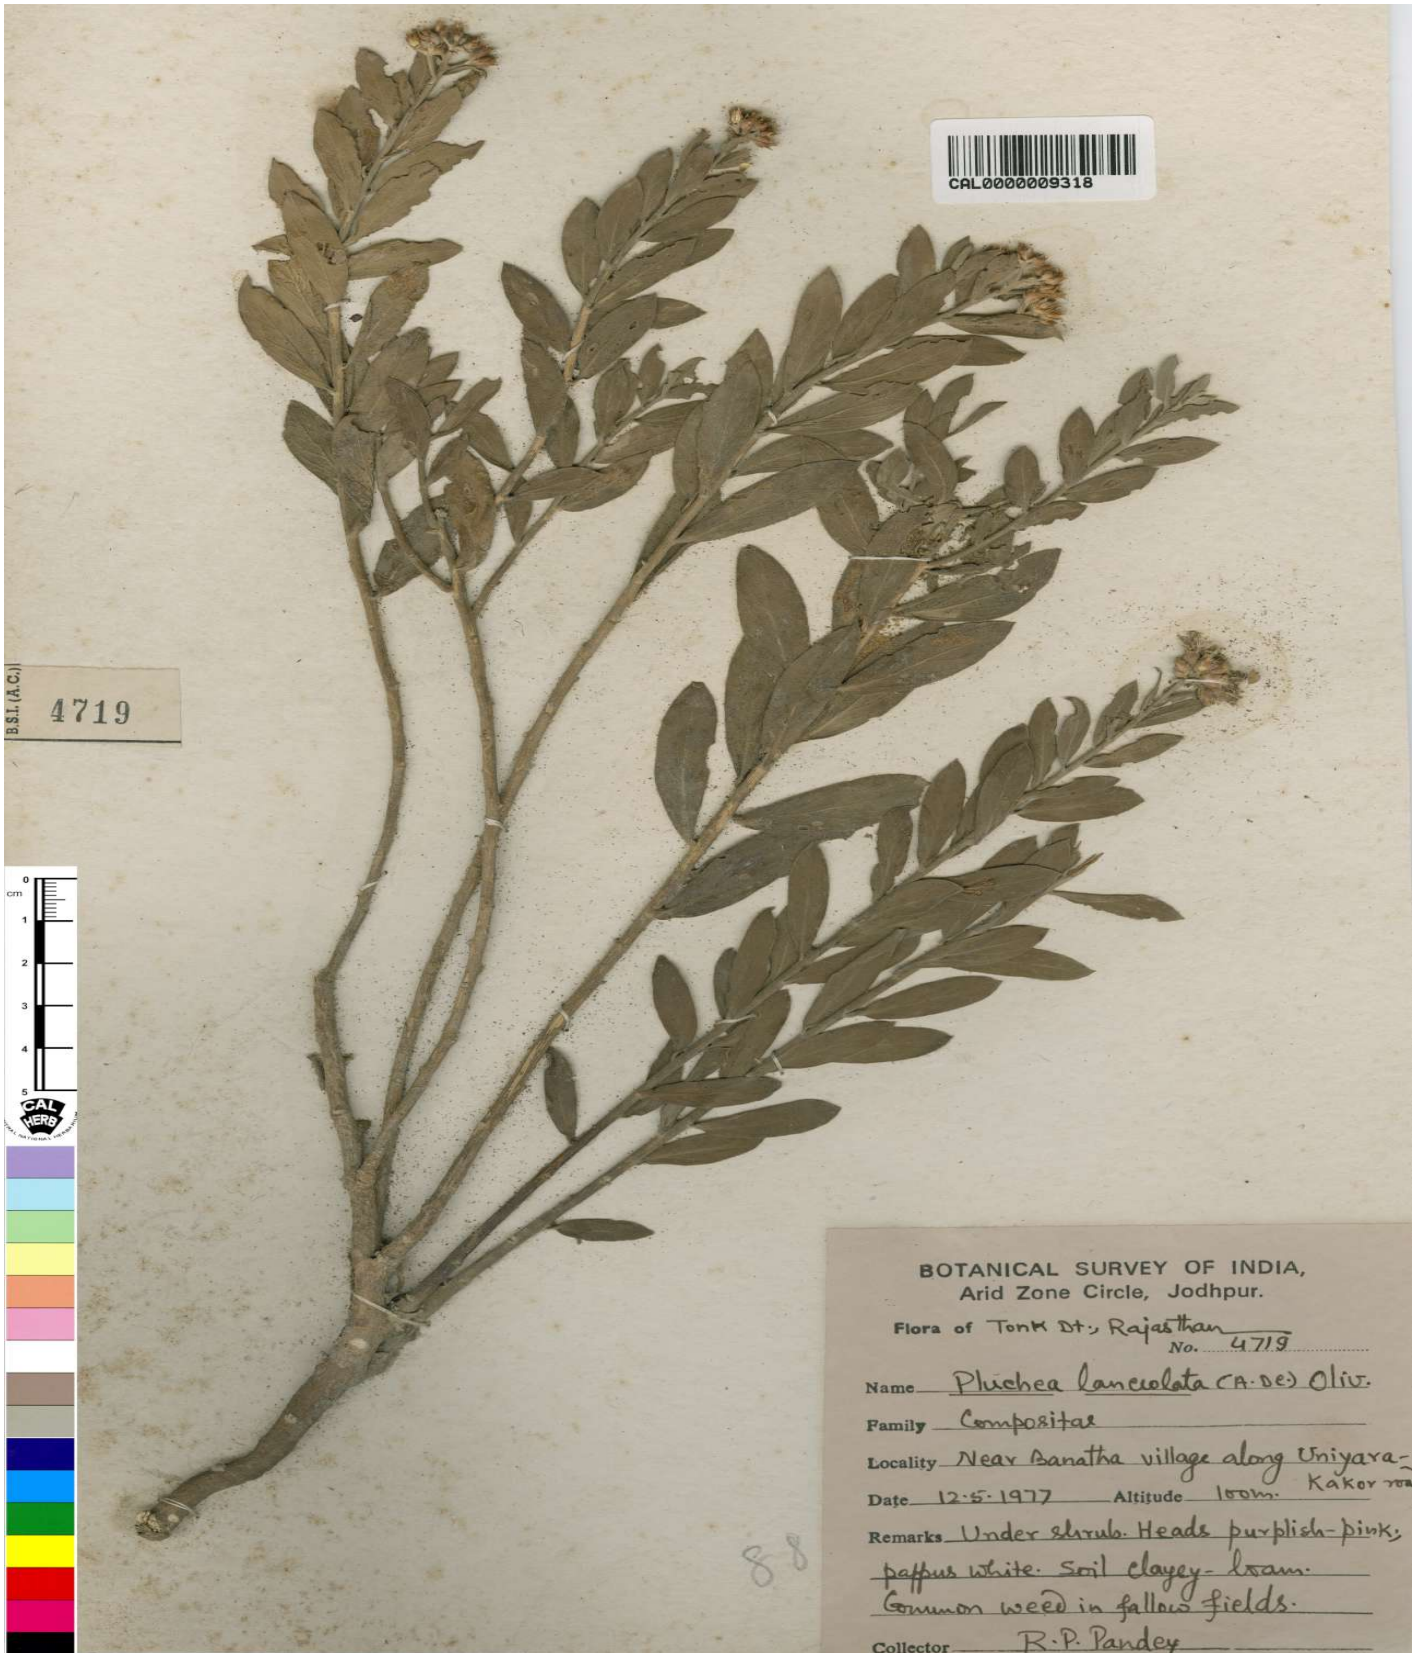 CAL0000009318
B.S.I. (A.C.)
4719
0
cm
1
2
3
4
5
CAL
HERB
88
BOTANICAL SURVEY OF INDIA,
Arid Zone Circle, Jodhpur.
Flora of Tonk Dt., Rajasthan
No. 4719
Name Pluchea lanceolata (A.DC.) Oliv.
Family Compositae
Locality Near Banatha village along Uniyara-
Kakor
Date 12.5.1977 Altitude 100m.
Remarks Under shrub. Heads purplish-pink;
pappus white. Soil clayey-loam.
Common weed in fallow fields.
Collector R.P. Pandey